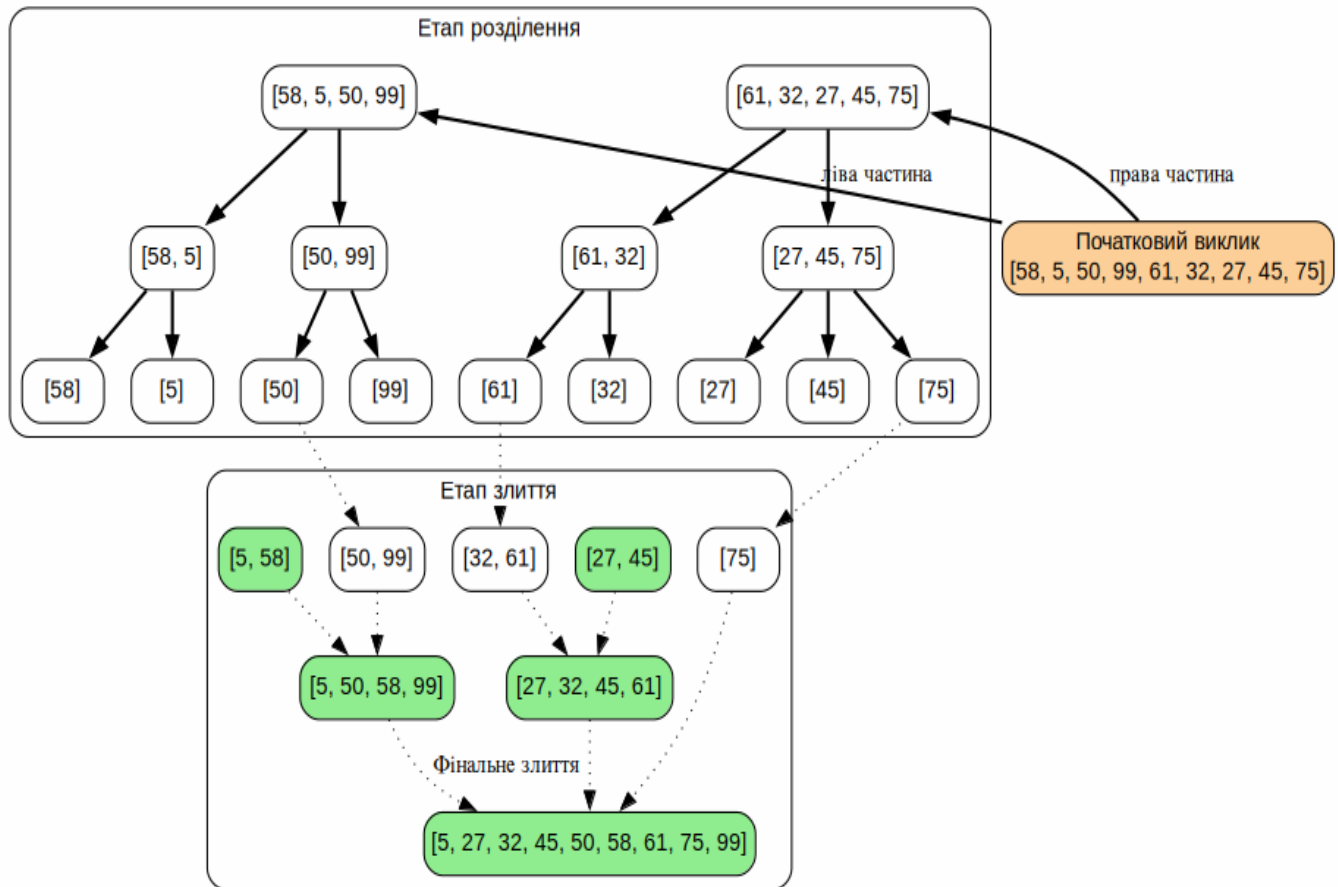 Етап розділення
[58, 5, 50, 99]
[61, 32, 27, 45, 75]
ліва частина
права частина
Початковий виклик
[58, 5, 50, 99, 61, 32, 27, 45, 75]
[58, 5]
[50, 99]
[61, 32]
[27, 45, 75]
[58]
[5]
[50]
[99]
[61]
[32]
[27]
[45]
[75]
Етап злиття
[5, 58]
[50, 99]
[32, 61]
[27, 45]
[75]
[5, 50, 58, 99]
[27, 32, 45, 61]
Фінальне злиття
[5, 27, 32, 45, 50, 58, 61, 75, 99]